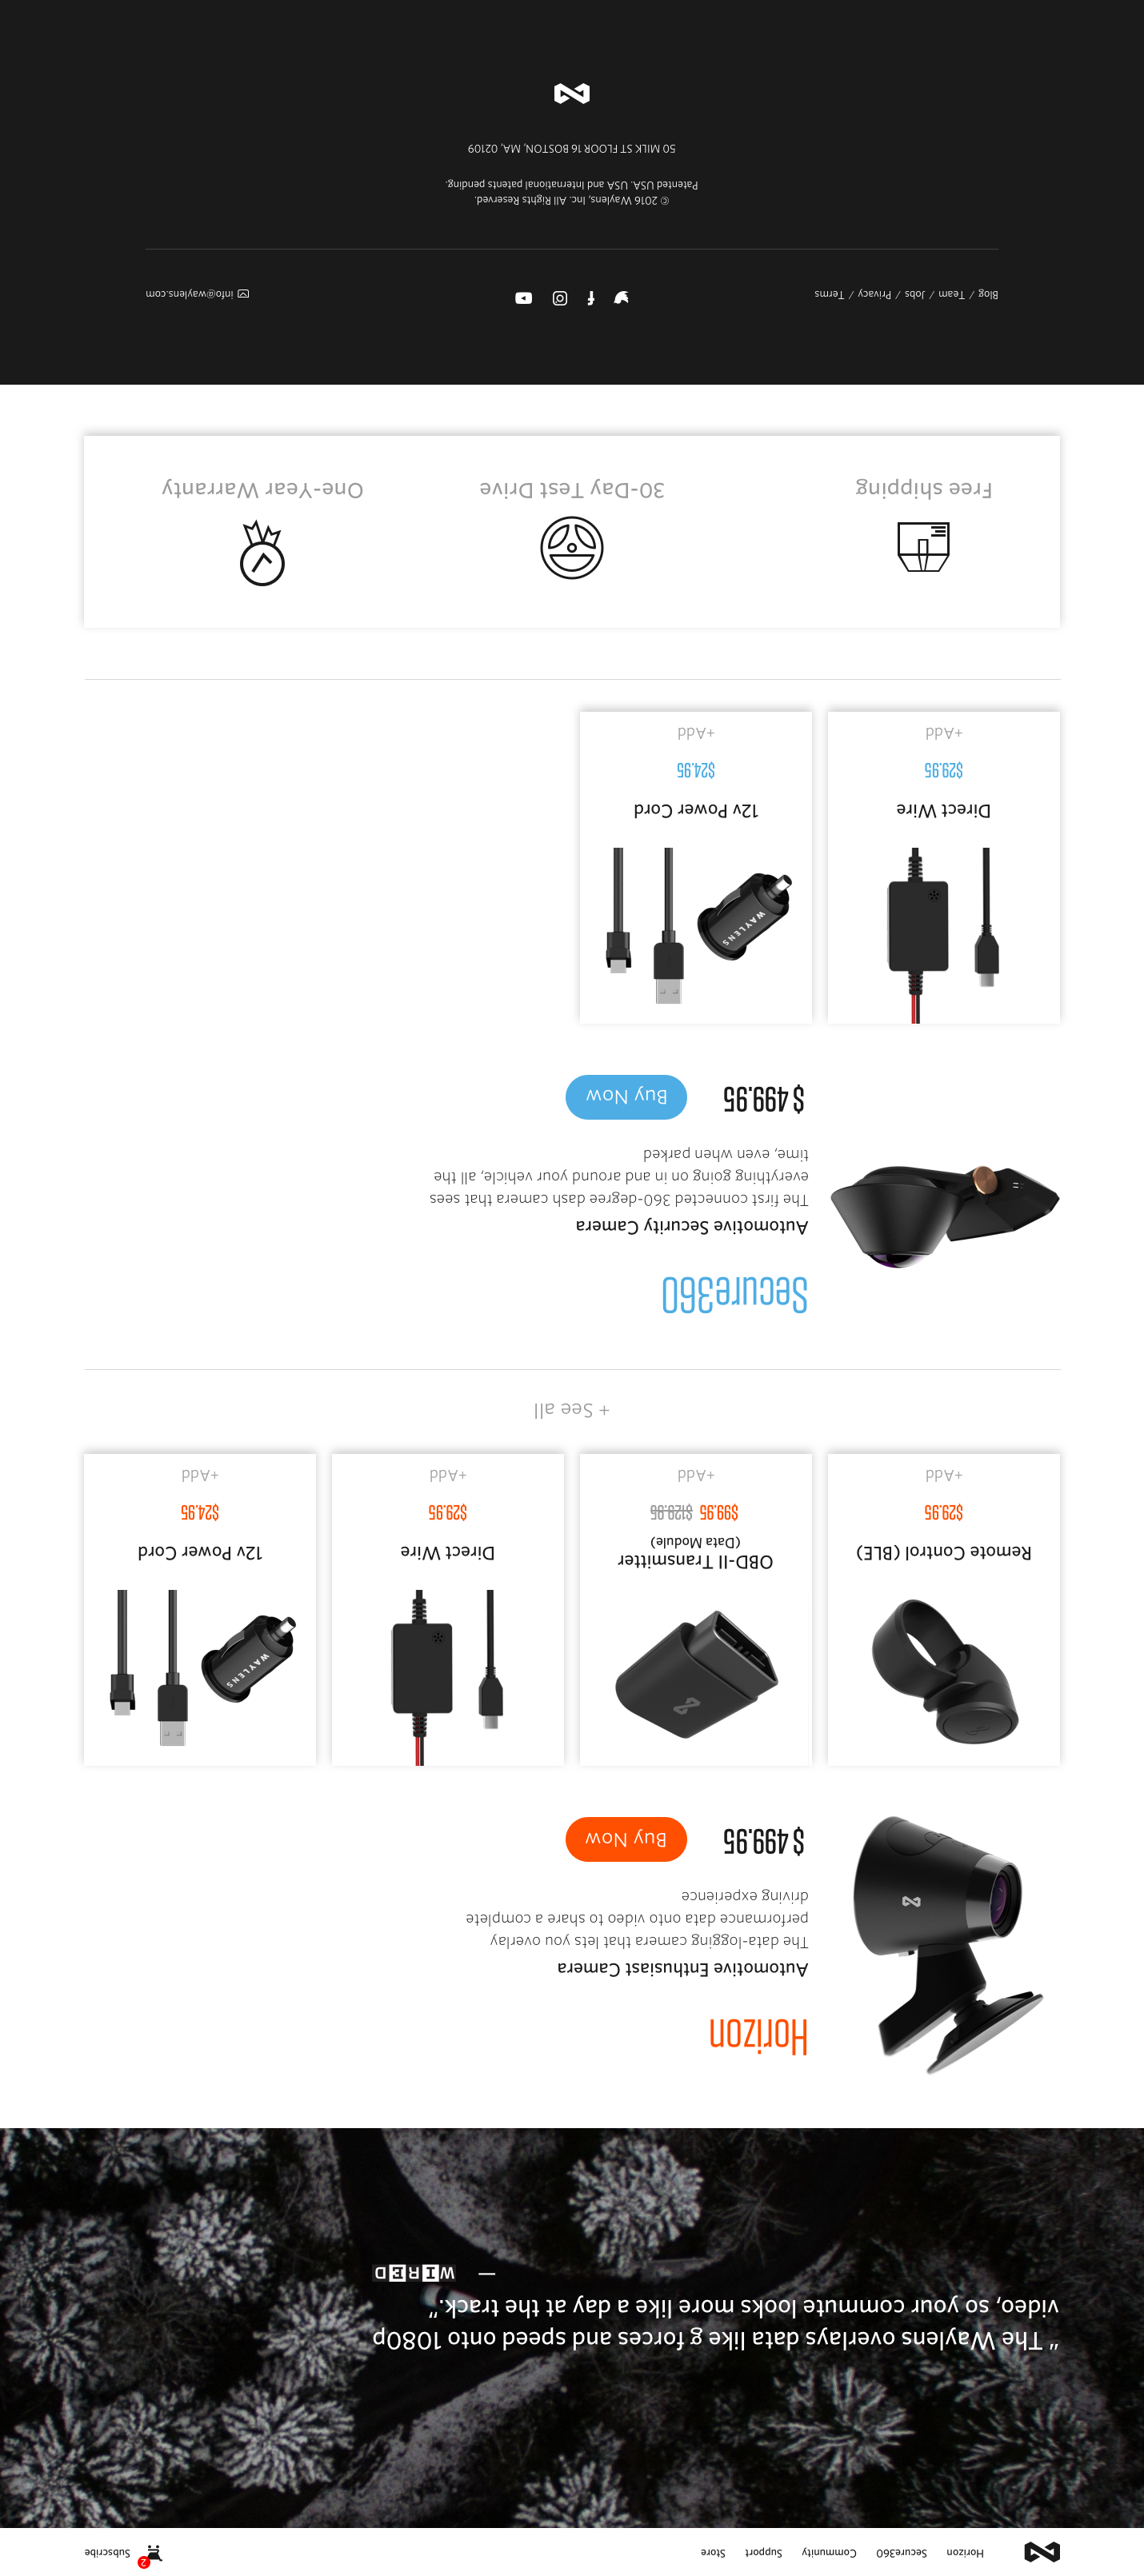 Horizon Secure360 Community Support Store
2
Subscribe
“ The Waylens overlays data like g forces and speed onto 1080p
video, so your commute looks more like a day at the track.”
— WIRED
Horizon
Automotive Enthusiast Camera
The data-logging camera that lets you overlay
performance data onto video to share a complete
driving experience
$ 499.95 Buy Now
Remote Control (BLE)
$29.95
+Add
OBD-II Transmitter
(Data Module)
$99.95 $129.95
+Add
Direct Wire
$29.95
+Add
WAYLENS
12v Power Cord
$24.95
+Add
+ See all
Secure360
Automotive Security Camera
The first connected 360-degree dash camera that sees
everything going on in and around your vehicle, all the
time, even when parked
$ 499.95 Buy Now
Direct Wire
$29.95
+Add
WAYLENS
12v Power Cord
$24.95
+Add
Free shipping
30-Day Test Drive
One-Year Warranty
Blog / Team / Jobs / Privacy / Terms
info@waylens.com
© 2016 Waylens, Inc. All Rights Reserved.
Patented USA. USA and International patents pending.
50 MILK ST FLOOR 16 BOSTON, MA, 02109